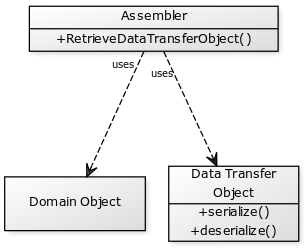 Assembler
+RetrieveDataTransferObject()
uses
uses
Domain Object
Data Transfer
Object
+serialize()
+deserialize()